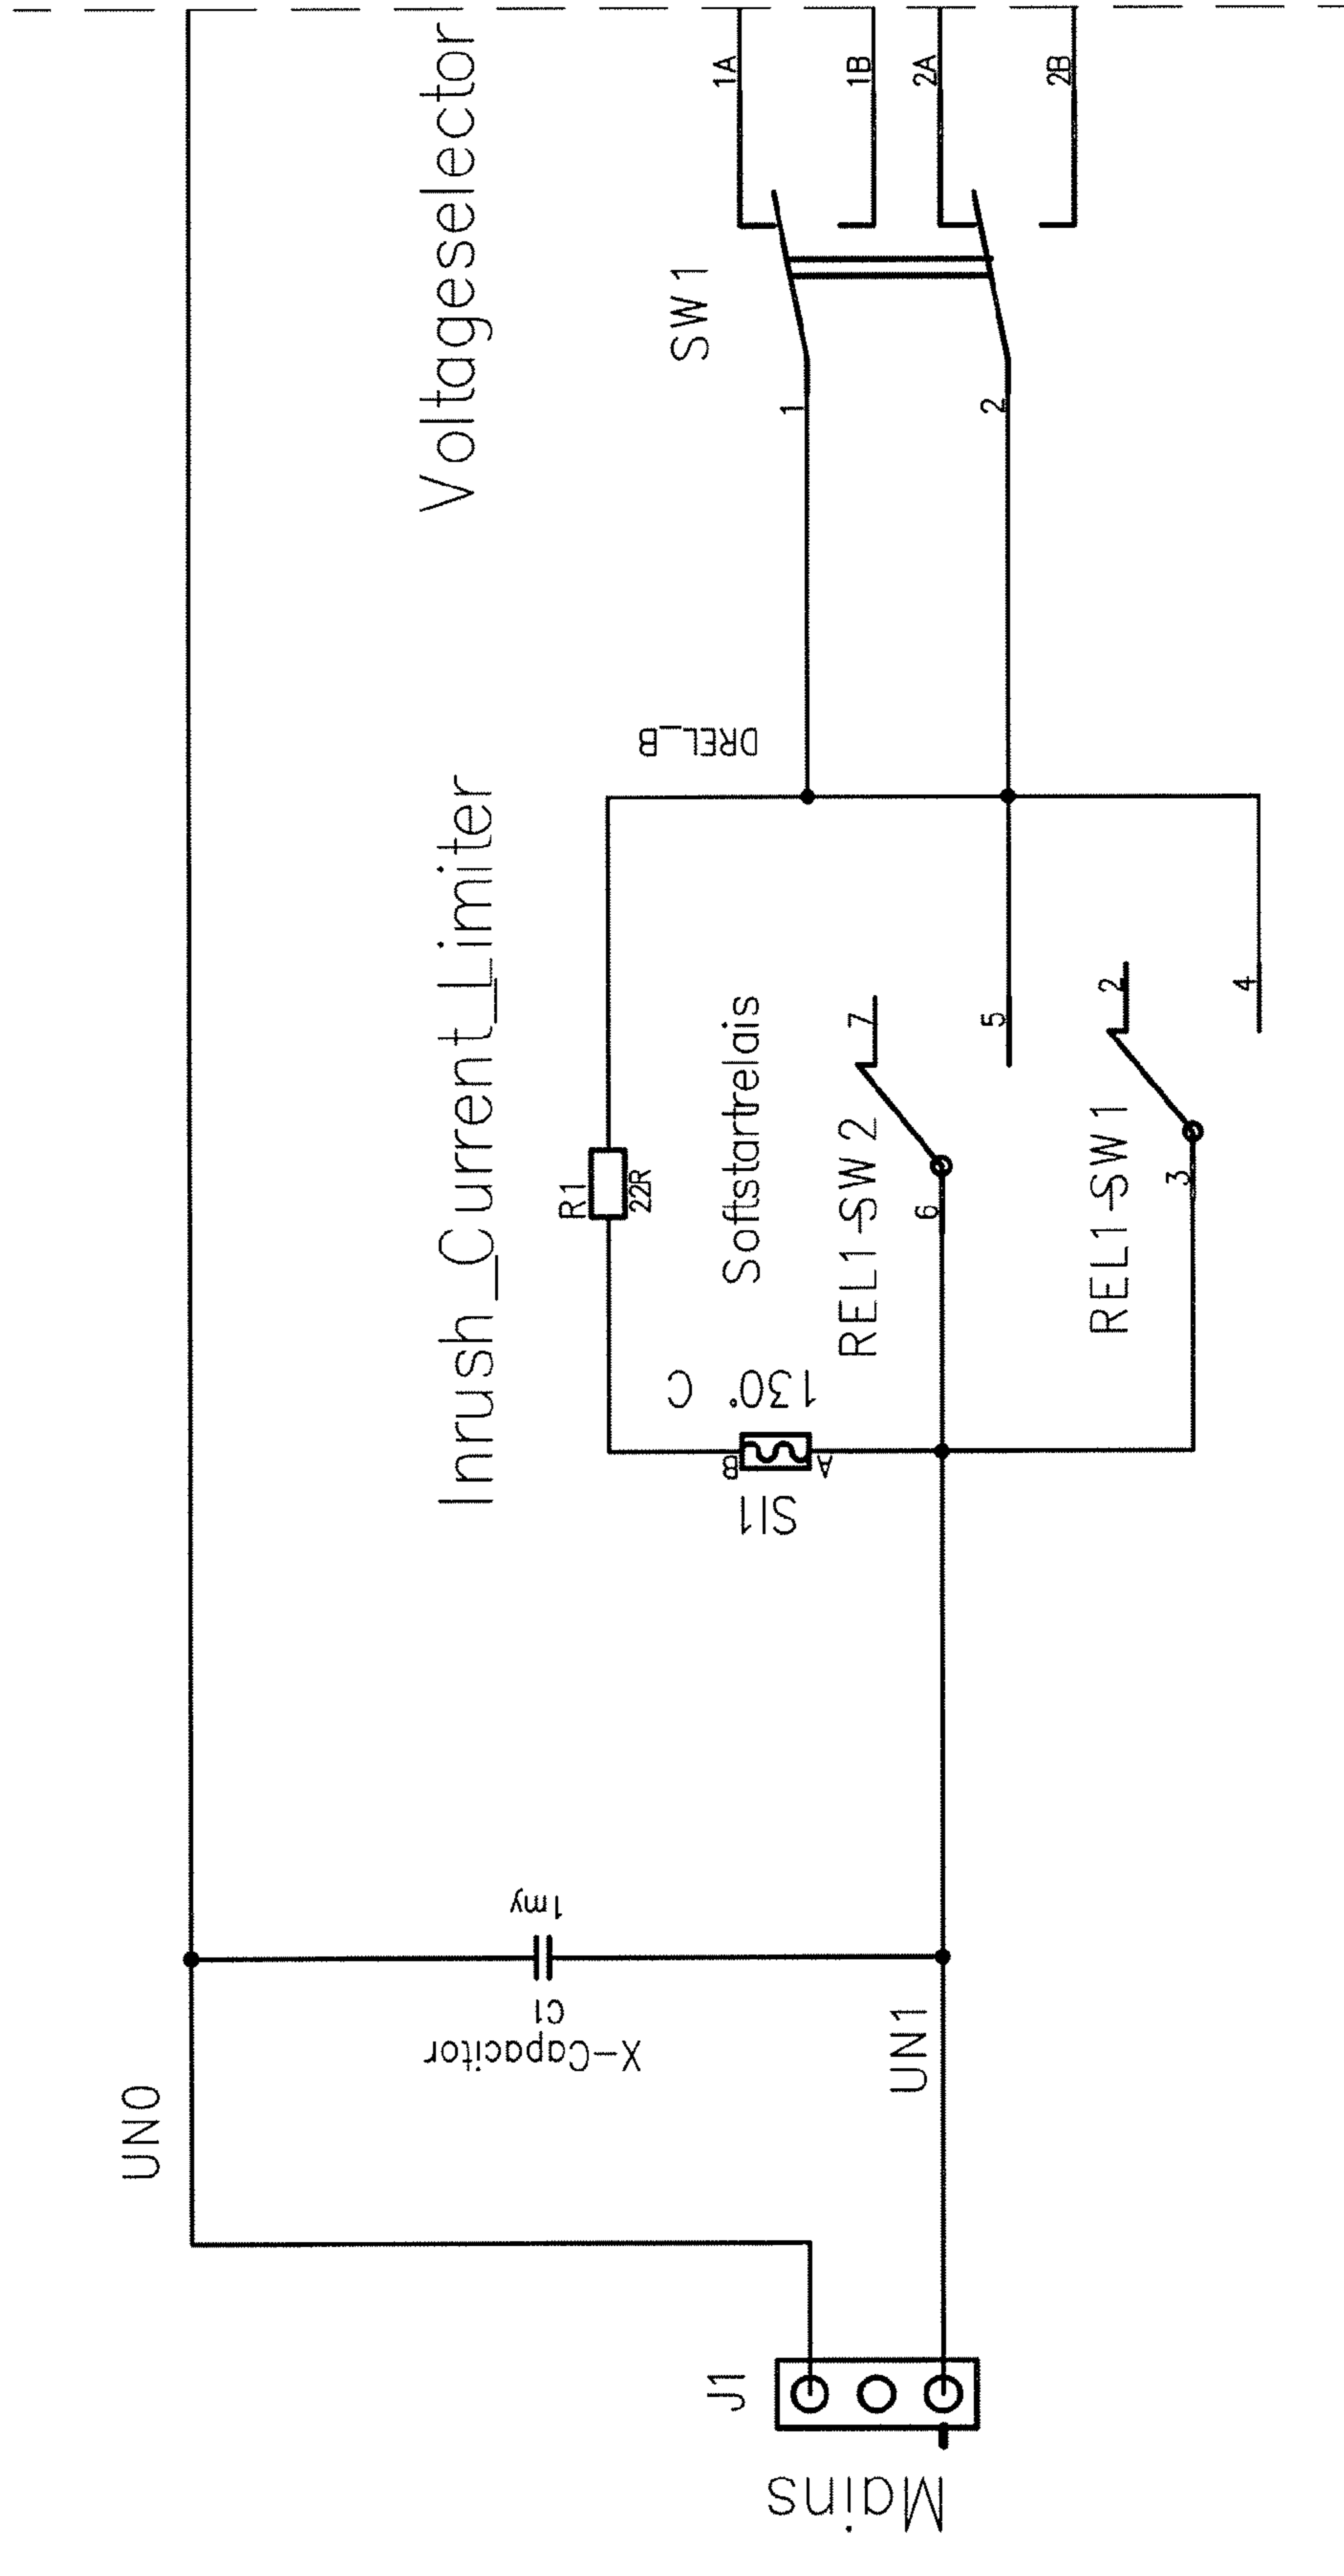 Mains
J1
UN0
UN1
X-Capacitor
C1
1my
Inrush_Current_Limiter
SI1
B
A
130° C
R1
22R
Softstartrelais
REL1-SW2
6
7
5
REL1-SW1
3
2
4
DREL_B
Voltageselector
SW1
1
2
1A
1B
2A
2B